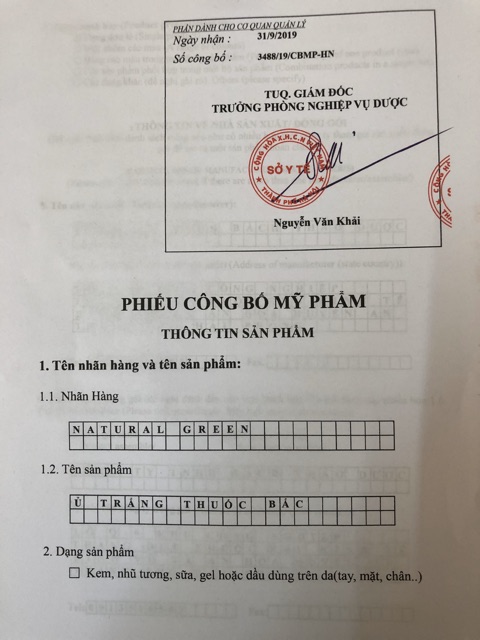 PHẦN DÀNH CHO CƠ QUAN QUẢN LÝ
Ngày nhận : 31/9/2019
Số công bố : 3488/19/CBMP-HN
TUQ. GIÁM ĐỐC
TRƯỞNG PHÒNG NGHIỆP VỤ DƯỢC
SỞ Y TẾ
Nguyễn Văn Khải
PHIẾU CÔNG BỐ MỸ PHẨM
THÔNG TIN SẢN PHẨM
1. Tên nhãn hàng và tên sản phẩm:
1.1. Nhãn Hàng
NATURAL GREEN
1.2. Tên sản phẩm
Ủ TRẮNG THUỐC BẮC
2. Dạng sản phẩm
☐ Kem, nhũ tương, sữa, gel hoặc dầu dùng trên da(tay, mặt, chân..)